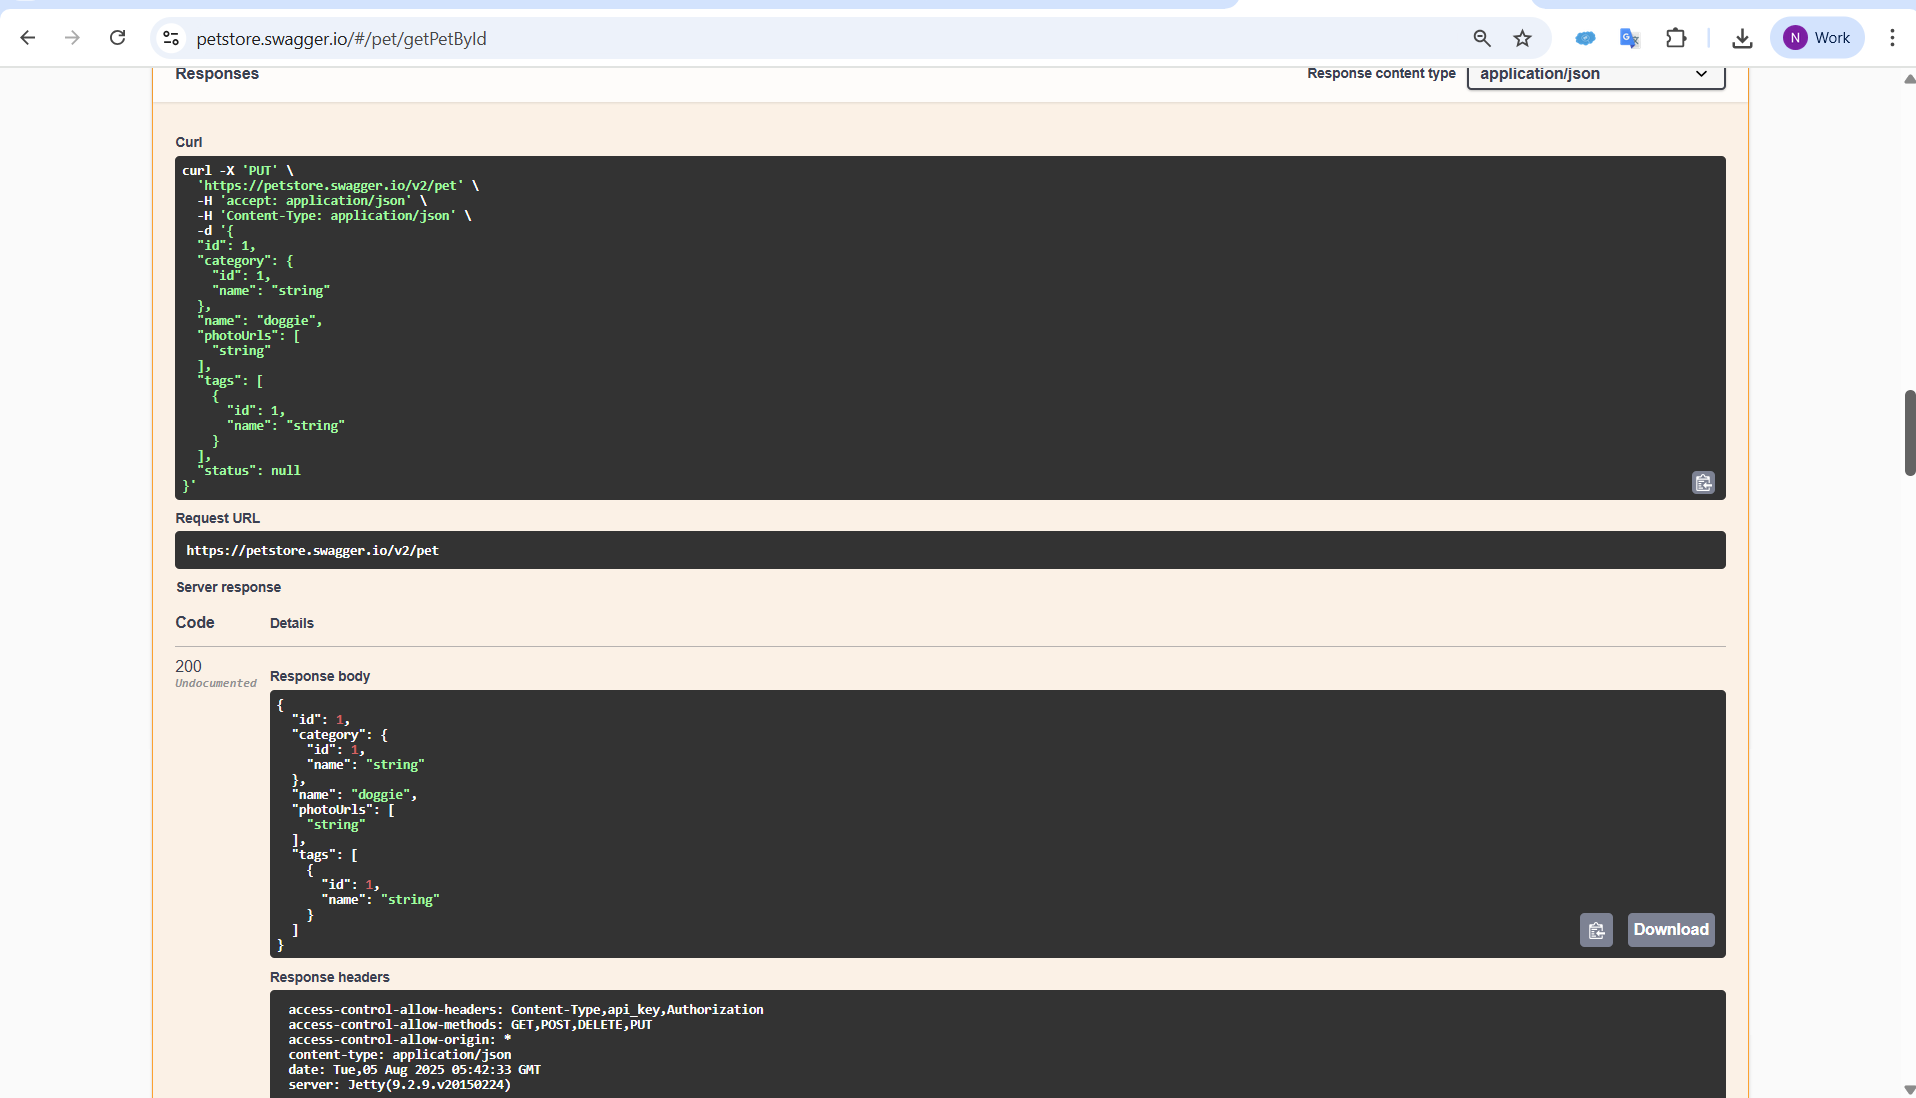 petstore.swagger.io/#/pet/getPetById
N Work
Responses
Response content type
application/json
Curl
curl -X 'PUT' \
  'https://petstore.swagger.io/v2/pet' \
  -H 'accept: application/json' \
  -H 'Content-Type: application/json' \
  -d '{
  "id": 1,
  "category": {
    "id": 1,
    "name": "string"
  },
  "name": "doggie",
  "photoUrls": [
    "string"
  ],
  "tags": [
    {
      "id": 1,
      "name": "string"
    }
  ],
  "status": null
}'
Request URL
https://petstore.swagger.io/v2/pet
Server response
Code Details
200
Undocumented
Response body
{
  "id": 1,
  "category": {
    "id": 1,
    "name": "string"
  },
  "name": "doggie",
  "photoUrls": [
    "string"
  ],
  "tags": [
    {
      "id": 1,
      "name": "string"
    }
  ]
}
Download
Response headers
access-control-allow-headers: Content-Type,api_key,Authorization
access-control-allow-methods: GET,POST,DELETE,PUT
access-control-allow-origin: *
content-type: application/json
date: Tue,05 Aug 2025 05:42:33 GMT
server: Jetty(9.2.9.v20150224)